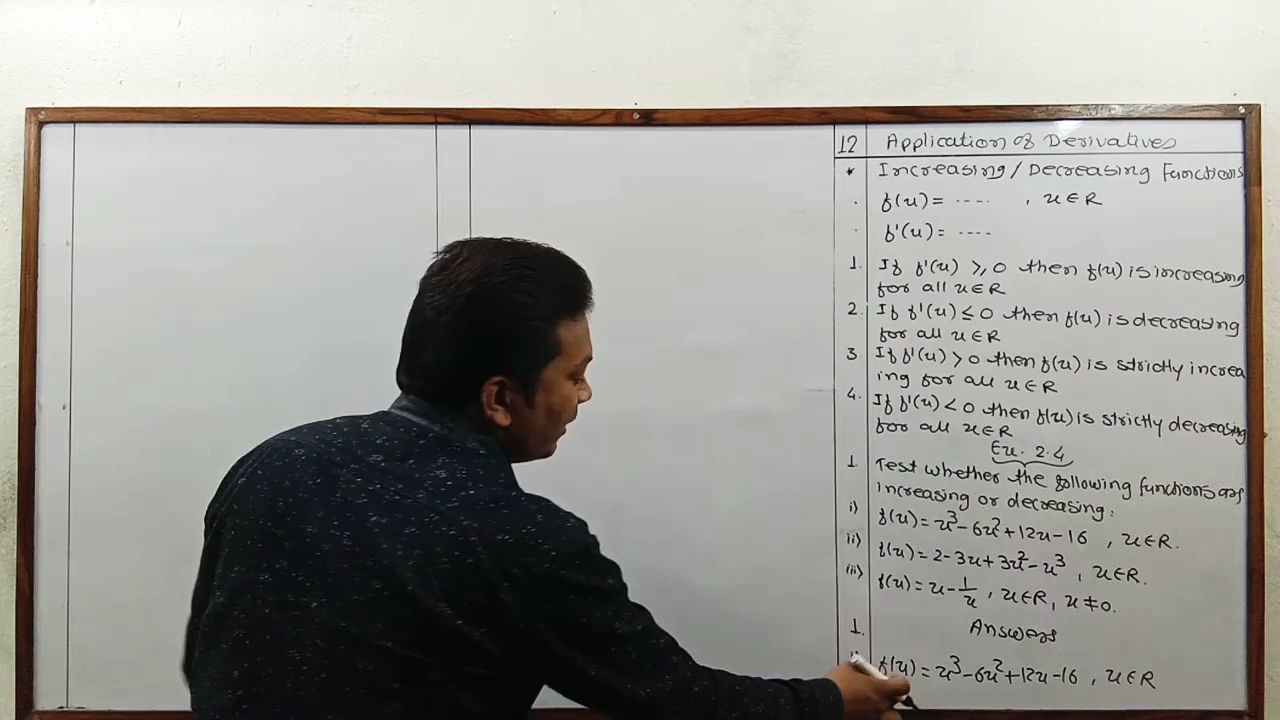 12 Application of Derivatives
* Increasing / Decreasing Functions
. f(x) = ---- , x ∈ R
. f'(x) = ----
1. If f'(x) ≥ 0 then f(x) is increasing
for all x ∈ R
2. If f'(x) ≤ 0 then f(x) is decreasing
for all x ∈ R
3 If f'(x) > 0 then f(x) is strictly increa
ing for all x ∈ R
4. If f'(x) < 0 then f(x) is strictly decreasing
for all x ∈ R
Ex. 2.4
1. Test whether the following functions are
increasing or decreasing :
i) f(x) = x³ - 6x² + 12x - 16 , x ∈ R.
ii) f(x) = 2 - 3x + 3x² - x³ , x ∈ R.
iii) f(x) = x - 1/x , x ∈ R, x ≠ 0.
1. Answers
f(x) = x³ - 6x² + 12x - 16 , x ∈ R